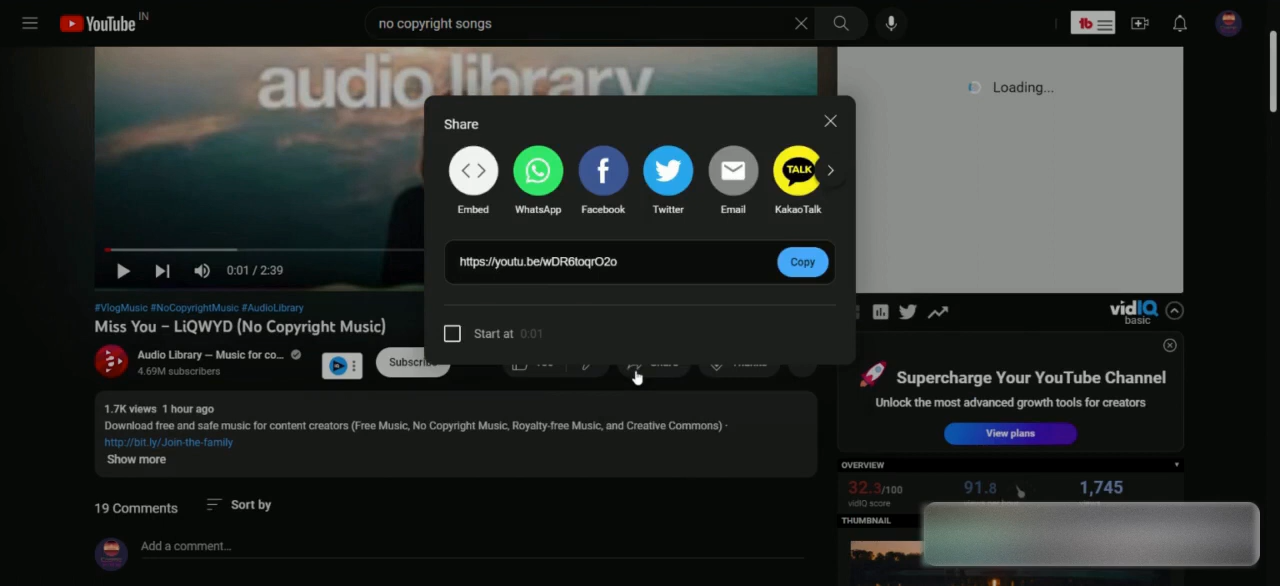 YouTube IN
no copyright songs
tb
audio library
Loading...
Share
TALK
Embed
WhatsApp
Facebook
Twitter
Email
KakaoTalk
https://youtu.be/wDR6toqrO2o
Copy
0:01 / 2:39
Start at 0:01
#VlogMusic #NoCopyrightMusic #AudioLibrary
Miss You – LiQWYD (No Copyright Music)
vidIQ
basic
Audio Library — Music for co...
4.69M subscribers
Subscribe
Share
Thanks
Supercharge Your YouTube Channel
Unlock the most advanced growth tools for creators
View plans
1.7K views 1 hour ago
Download free and safe music for content creators (Free Music, No Copyright Music, Royalty-free Music, and Creative Commons) ·
http://bit.ly/Join-the-family
Show more
OVERVIEW
32.3/100
91.8
1,745
vidIQ score
19 Comments
Sort by
THUMBNAIL
Add a comment...